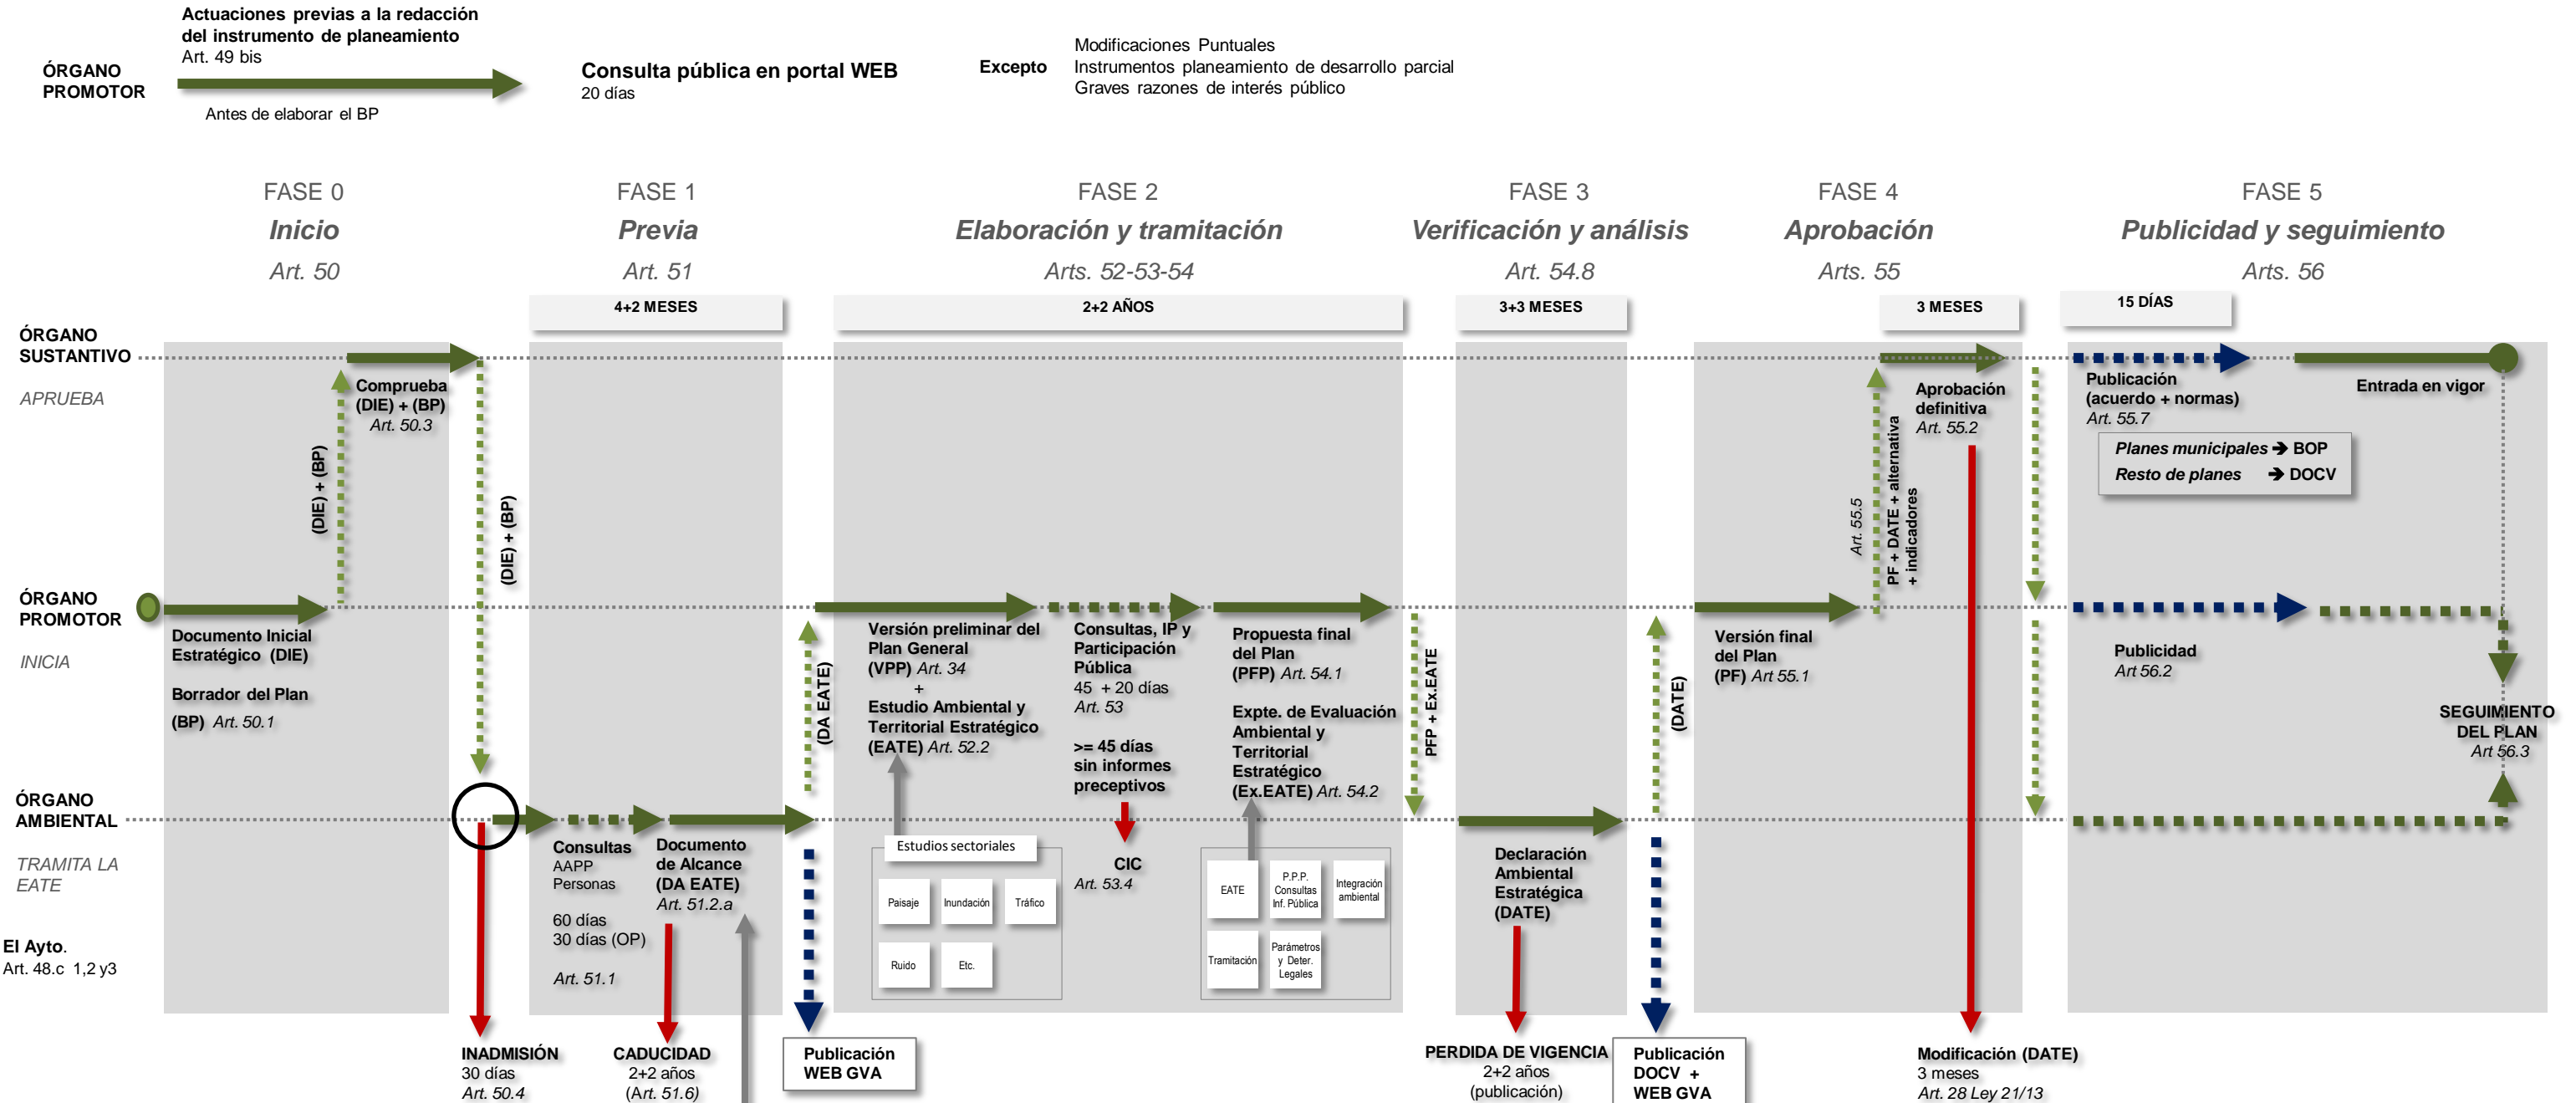 Actuaciones previas a la redacción
del instrumento de planeamiento
Art. 49 bis
ÓRGANO
PROMOTOR
Antes de elaborar el BP
Consulta pública en portal WEB
20 días
Excepto
Modificaciones Puntuales
Instrumentos planeamiento de desarrollo parcial
Graves razones de interés público
FASE 0
Inicio
Art. 50
FASE 1
Previa
Art. 51
FASE 2
Elaboración y tramitación
Arts. 52-53-54
FASE 3
Verificación y análisis
Art. 54.8
FASE 4
Aprobación
Arts. 55
FASE 5
Publicidad y seguimiento
Arts. 56
4+2 MESES
2+2 AÑOS
3+3 MESES
3 MESES
15 DÍAS
ÓRGANO
SUSTANTIVO
APRUEBA
Comprueba
(DIE) + (BP)
Art. 50.3
(DIE) + (BP)
(DIE) + (BP)
Art. 55.5
PF + DATE + alternativa
+ indicadores
Aprobación
definitiva
Art. 55.2
Publicación
(acuerdo + normas)
Art. 55.7
Planes municipales ➔ BOP
Resto de planes ➔ DOCV
Entrada en vigor
ÓRGANO
PROMOTOR
INICIA
Documento Inicial
Estratégico (DIE)
Borrador del Plan
(BP) Art. 50.1
(DA EATE)
Versión preliminar del
Plan General
(VPP) Art. 34
+
Estudio Ambiental y
Territorial Estratégico
(EATE) Art. 52.2
Consultas, IP y
Participación
Pública
45 + 20 días
Art. 53
>= 45 días
sin informes
preceptivos
Propuesta final
del Plan
(PFP) Art. 54.1
Expte. de Evaluación
Ambiental y
Territorial
Estratégico
(Ex.EATE) Art. 54.2
PFP + Ex.EATE
(DATE)
Versión final
del Plan
(PF) Art 55.1
Publicidad
Art 56.2
SEGUIMIENTO
DEL PLAN
Art 56.3
ÓRGANO
AMBIENTAL
TRAMITA LA
EATE
El Ayto.
Art. 48.c 1,2 y3
Consultas
AAPP
Personas
60 días
30 días (OP)
Art. 51.1
Documento
de Alcance
(DA EATE)
Art. 51.2.a
Estudios sectoriales
Paisaje
Inundación
Tráfico
Ruido
Etc.
CIC
Art. 53.4
EATE
P.P.P.
Consultas
Inf. Pública
Integración
ambiental
Tramitación
Parámetros
y Deter.
Legales
Declaración
Ambiental
Estratégica
(DATE)
INADMISIÓN
30 días
Art. 50.4
CADUCIDAD
2+2 años
(Art. 51.6)
Publicación
WEB GVA
PERDIDA DE VIGENCIA
2+2 años
(publicación)
Publicación
DOCV +
WEB GVA
Modificación (DATE)
3 meses
Art. 28 Ley 21/13